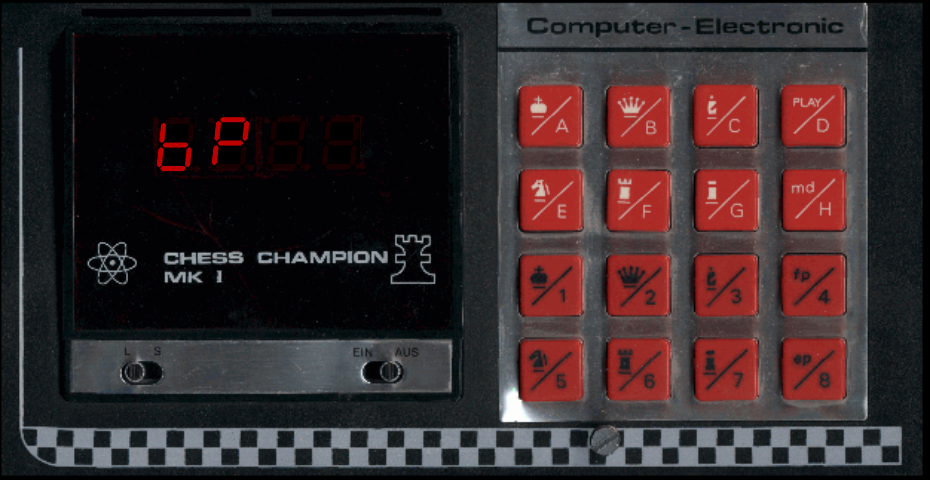 Computer-Electronic
bP
A
B
C
PLAY/D
E
F
G
md/H
CHESS CHAMPION
MK I
1
2
3
4
L S
EIN AUS
5
6
7
ep/8